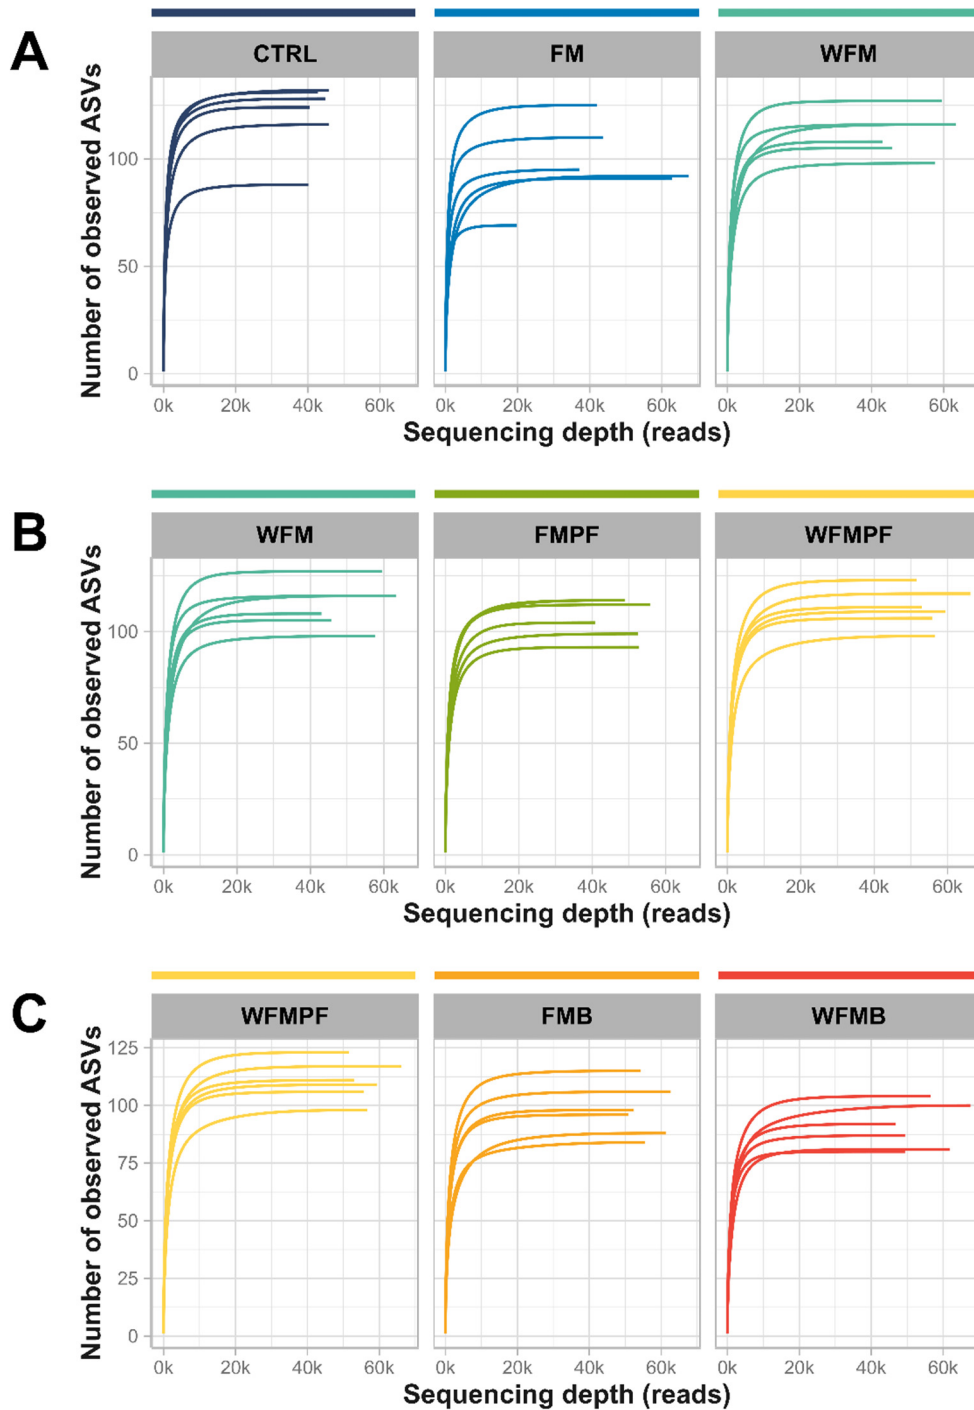 A
CTRL FM WFM
Number of observed ASVs
100
50
0
0k 20k 40k 60k 0k 20k 40k 60k 0k 20k 40k 60k
Sequencing depth (reads)
B
WFM FMPF WFMPF
Number of observed ASVs
100
50
0
0k 20k 40k 60k 0k 20k 40k 60k 0k 20k 40k 60k
Sequencing depth (reads)
C
WFMPF FMB WFMB
Number of observed ASVs
125
100
75
50
25
0
0k 20k 40k 60k 0k 20k 40k 60k 0k 20k 40k 60k
Sequencing depth (reads)